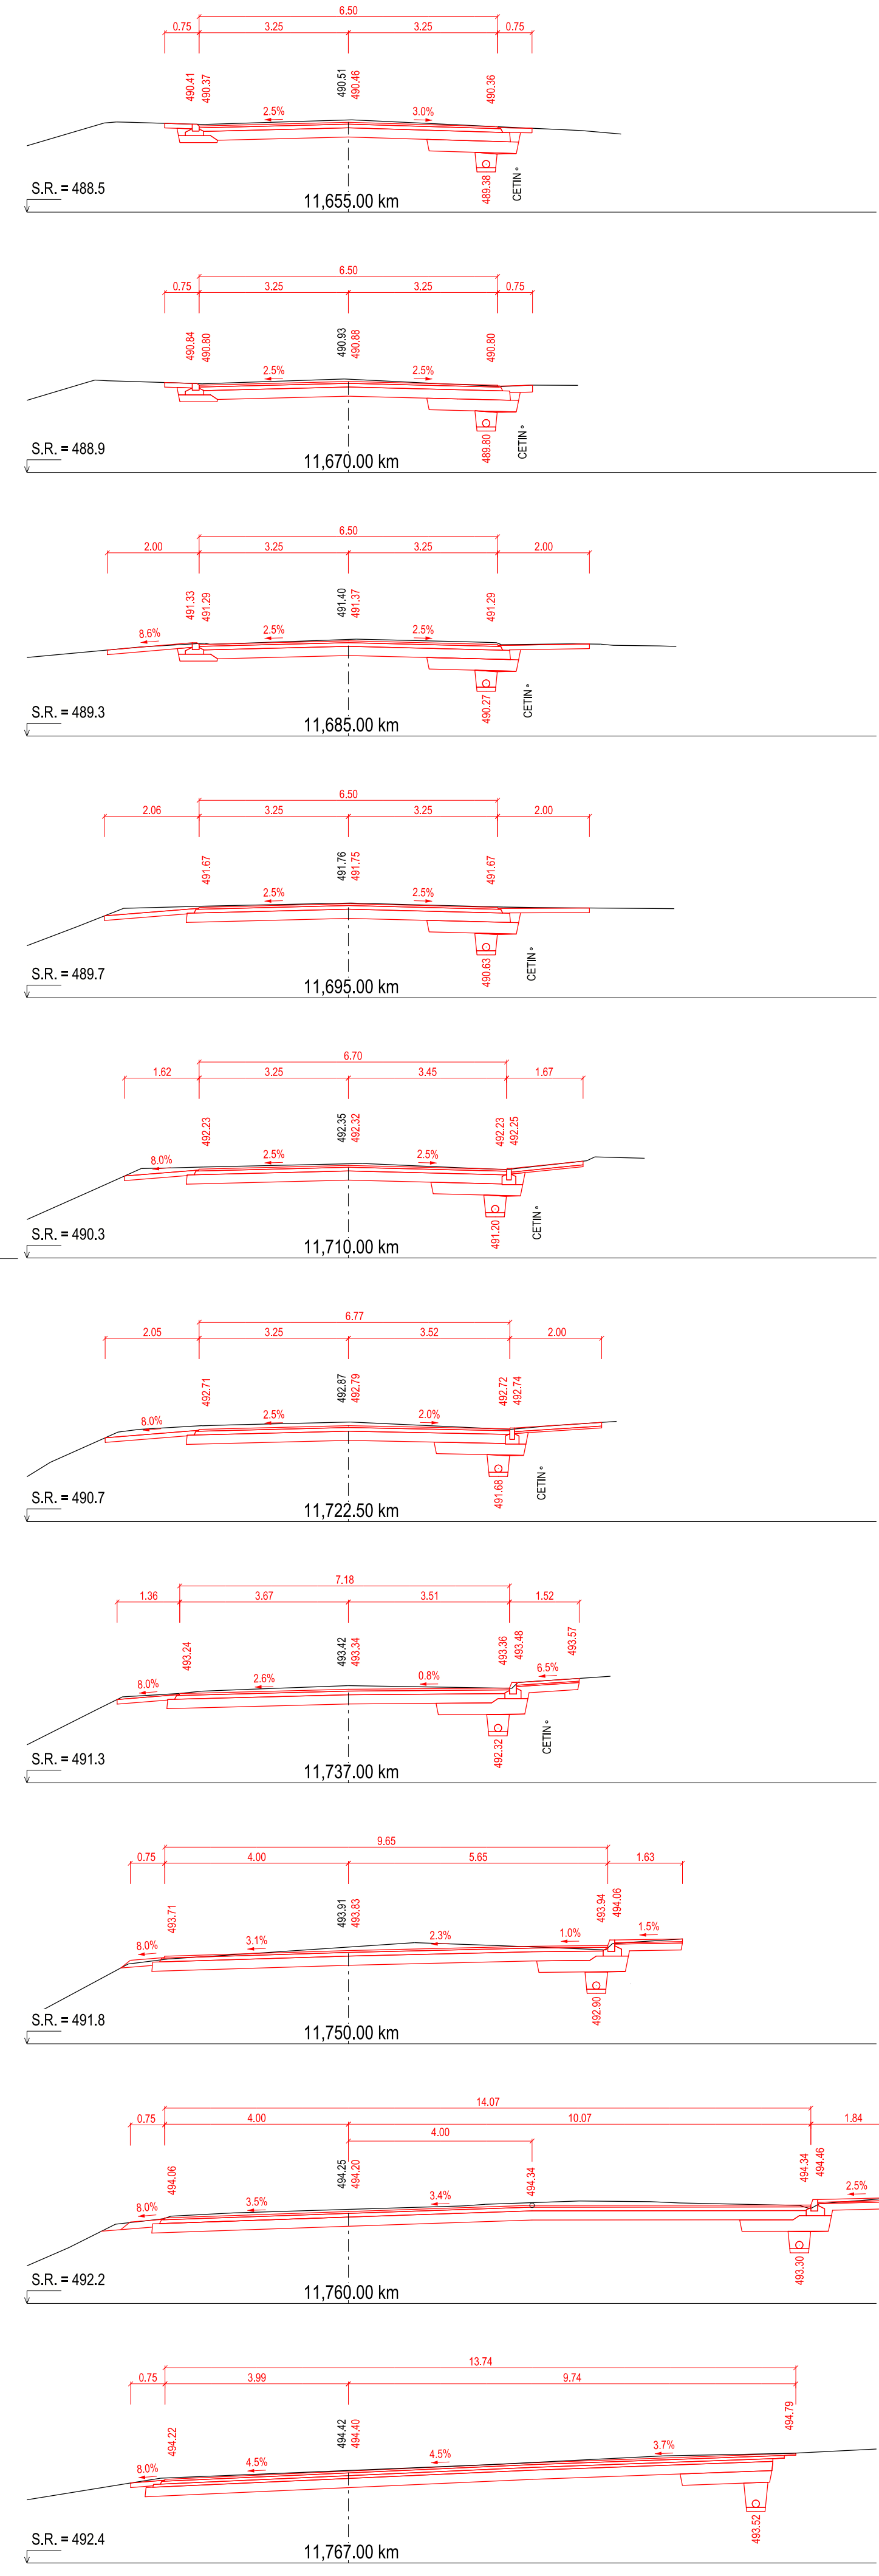 6.50
0.75 3.25 3.25 0.75
490.41 490.37 490.51 490.46 490.36
2.5% 3.0%
489.38 CETIN
S.R. = 488.5
11,655.00 km
6.50
0.75 3.25 3.25 0.75
490.84 490.80 490.93 490.88 490.80
2.5% 2.5%
489.80 CETIN
S.R. = 488.9
11,670.00 km
6.50
2.00 3.25 3.25 2.00
491.33 491.29 491.40 491.37 491.29
8.6% 2.5% 2.5%
490.27 CETIN
S.R. = 489.3
11,685.00 km
6.50
2.06 3.25 3.25 2.00
491.67 491.76 491.75 491.67
2.5% 2.5%
490.63 CETIN
S.R. = 489.7
11,695.00 km
6.70
1.62 3.25 3.45 1.67
492.23 492.35 492.32 492.23 492.25
8.0% 2.5% 2.5%
491.20 CETIN
S.R. = 490.3
11,710.00 km
6.77
2.05 3.25 3.52 2.00
492.71 492.87 492.79 492.72 492.74
8.0% 2.5% 2.0%
491.68 CETIN
S.R. = 490.7
11,722.50 km
7.18
1.36 3.67 3.51 1.52
493.24 493.42 493.34 493.36 493.48 493.57
8.0% 2.6% 0.8% 6.5%
492.32 CETIN
S.R. = 491.3
11,737.00 km
9.65
0.75 4.00 5.65 1.63
493.71 493.91 493.83 493.94 494.06
8.0% 3.1% 2.3% 1.0% 1.5%
492.90
S.R. = 491.8
11,750.00 km
14.07
0.75 4.00 10.07 1.84
4.00
494.06 494.25 494.20 494.34 494.34 494.46
8.0% 3.5% 3.4% 2.5%
493.30
S.R. = 492.2
11,760.00 km
13.74
0.75 3.99 9.74
494.22 494.42 494.40 494.79
8.0% 4.5% 4.5% 3.7%
493.52
S.R. = 492.4
11,767.00 km